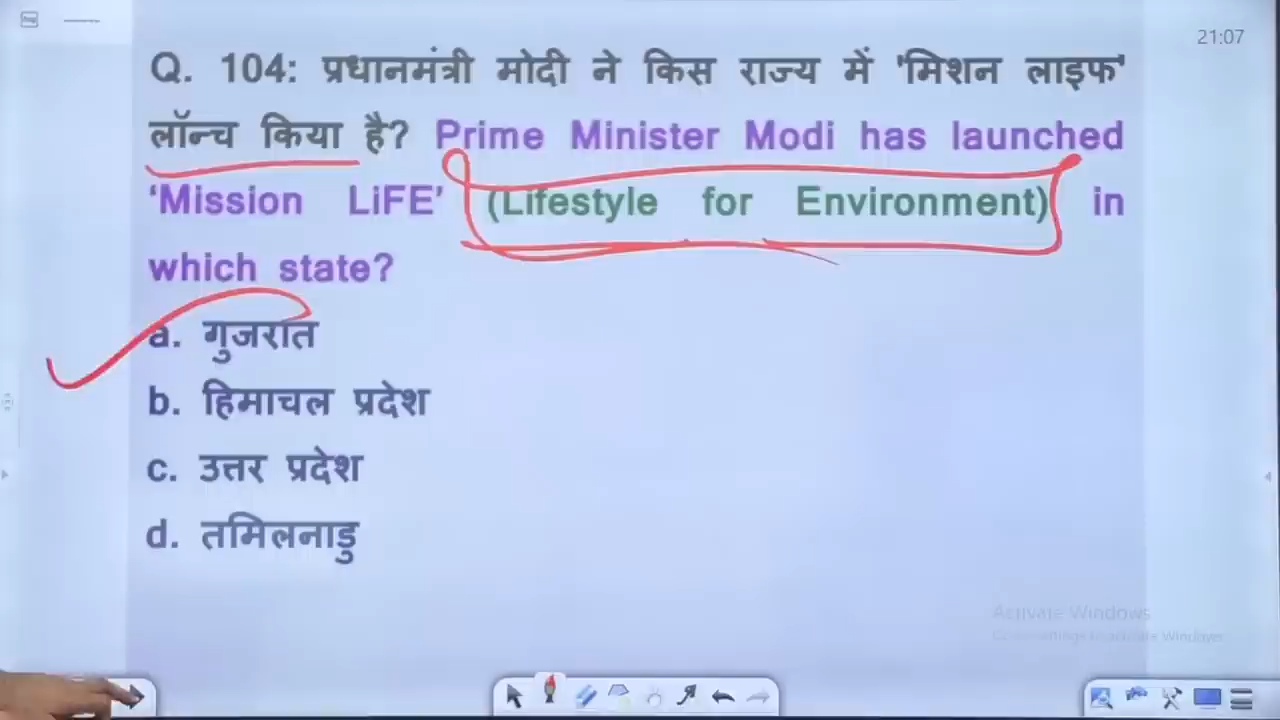 21:07
Q. 104: प्रधानमंत्री मोदी ने किस राज्य में 'मिशन लाइफ'
लॉन्च किया है? Prime Minister Modi has launched
‘Mission LiFE’ (Lifestyle for Environment) in
which state?
a. गुजरात
b. हिमाचल प्रदेश
c. उत्तर प्रदेश
d. तमिलनाडु
Activate Windows